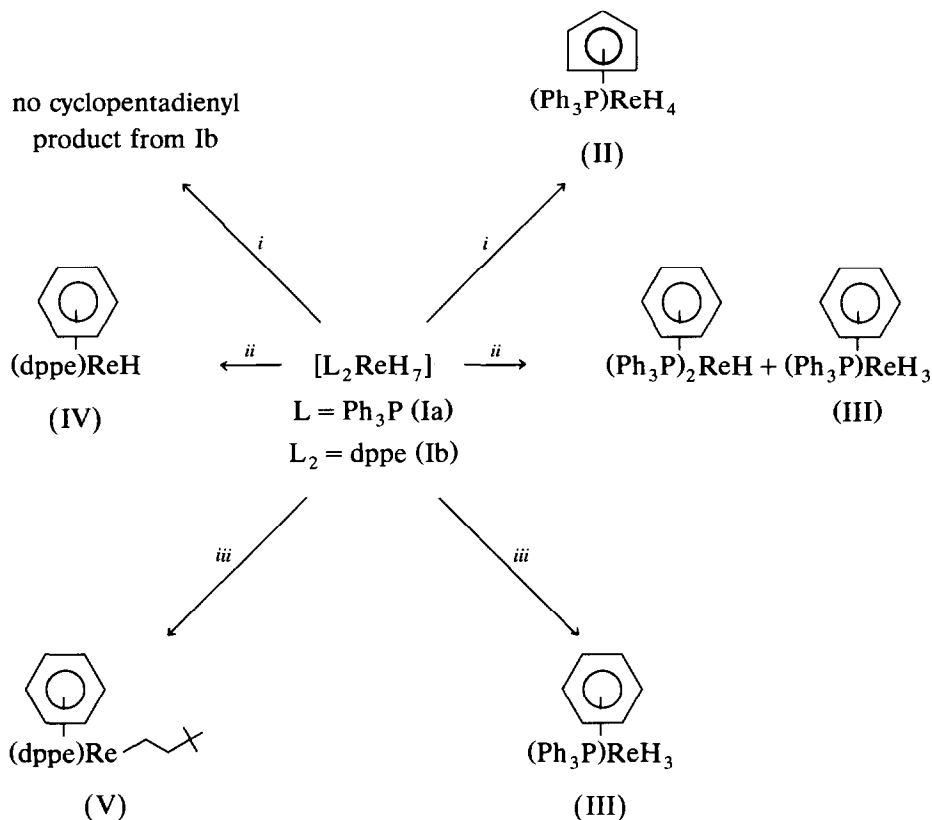 (Ph₃P)ReH₄
(II)
no cyclopentadienyl
product from Ib
i
i
(dppe)ReH
(IV)
ii
[L₂ReH₇]
ii
L = Ph₃P (Ia)
L₂ = dppe (Ib)
(Ph₃P)₂ReH + (Ph₃P)ReH₃
(III)
iii
iii
(dppe)Re
(V)
(Ph₃P)ReH₃
(III)